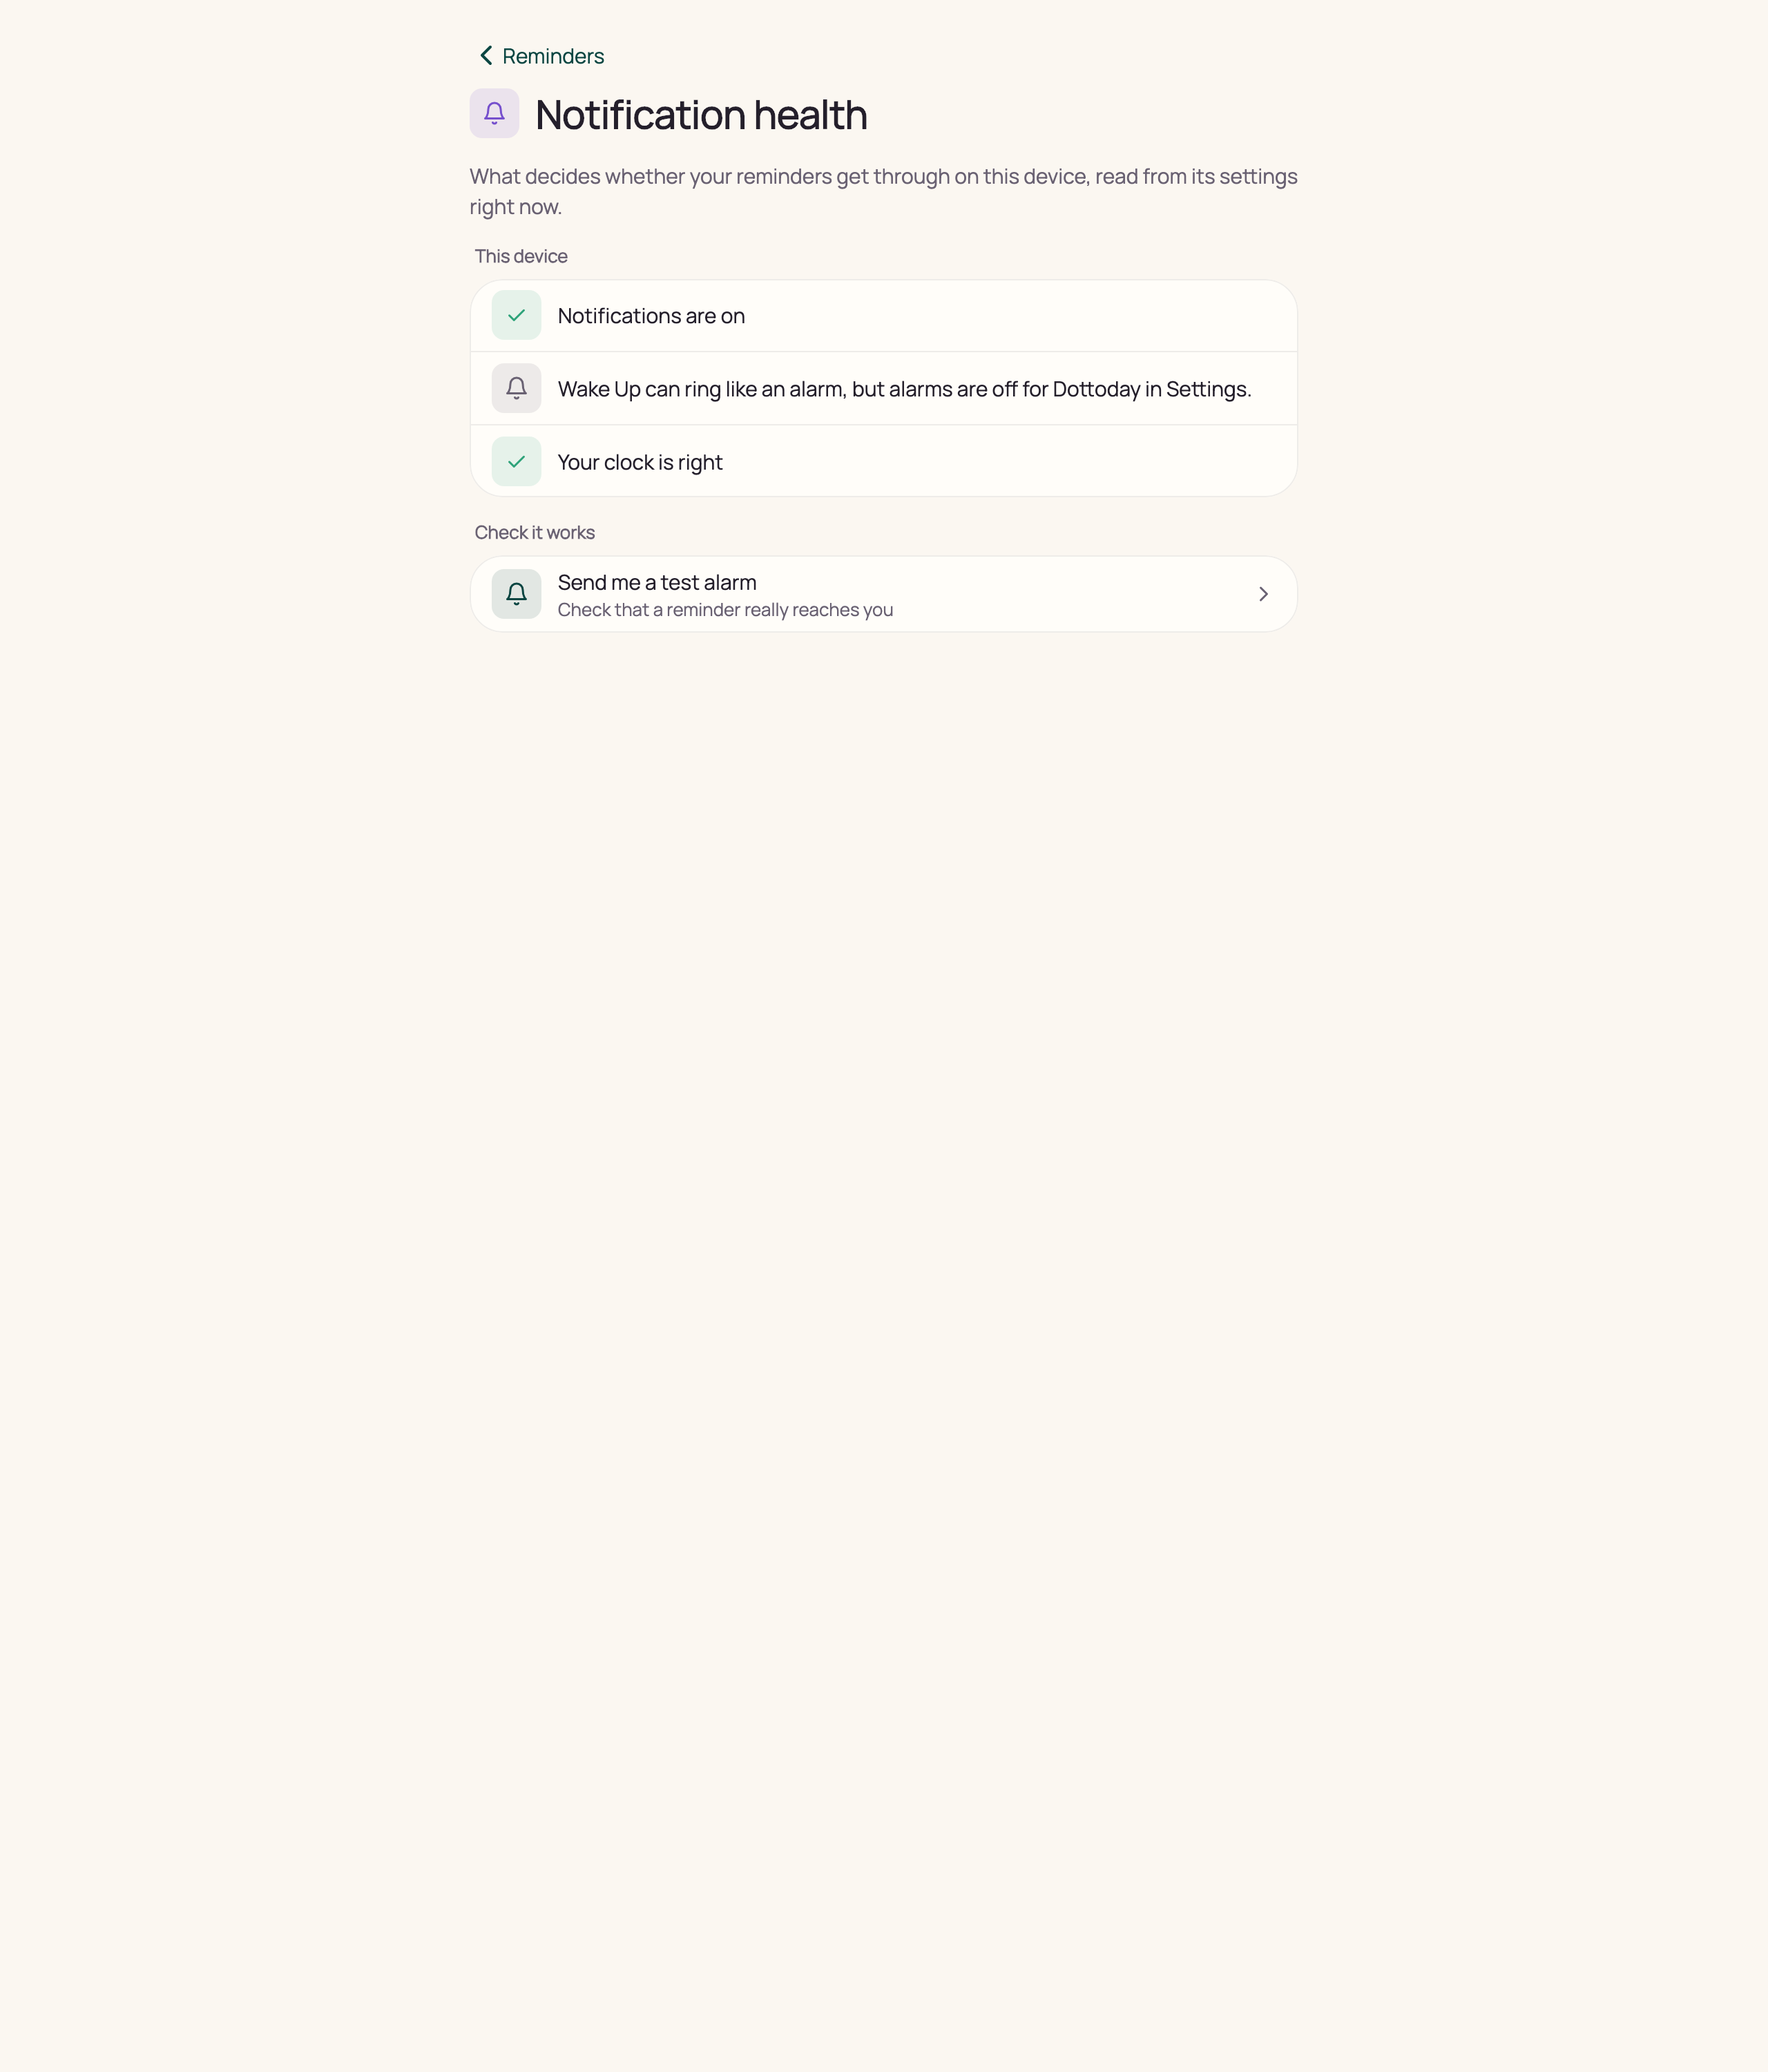 Reminders
Notification health
What decides whether your reminders get through on this device, read from its settings
right now.
This device
Notifications are on
Wake Up can ring like an alarm, but alarms are off for Dottoday in Settings.
Your clock is right
Check it works
Send me a test alarm
Check that a reminder really reaches you